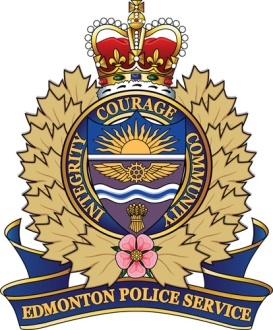 INTEGRITY
COURAGE
COMMUNITY
EDMONTON POLICE SERVICE